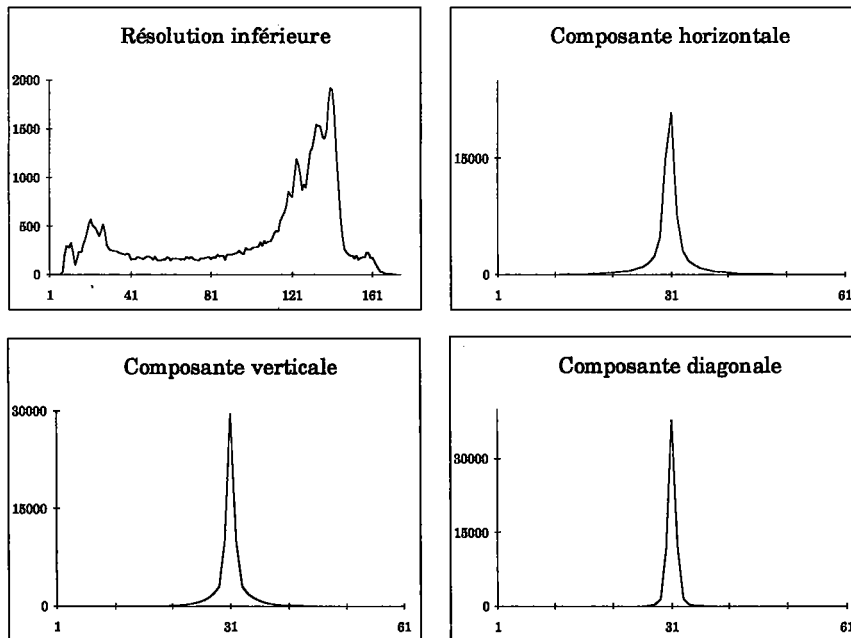 Résolution inférieure
2000
1500
1000
500
0
1 41 81 121 161
Composante horizontale
15000
0
1 31 61
Composante verticale
30000
15000
0
1 31 61
Composante diagonale
30000
15000
0
1 31 61